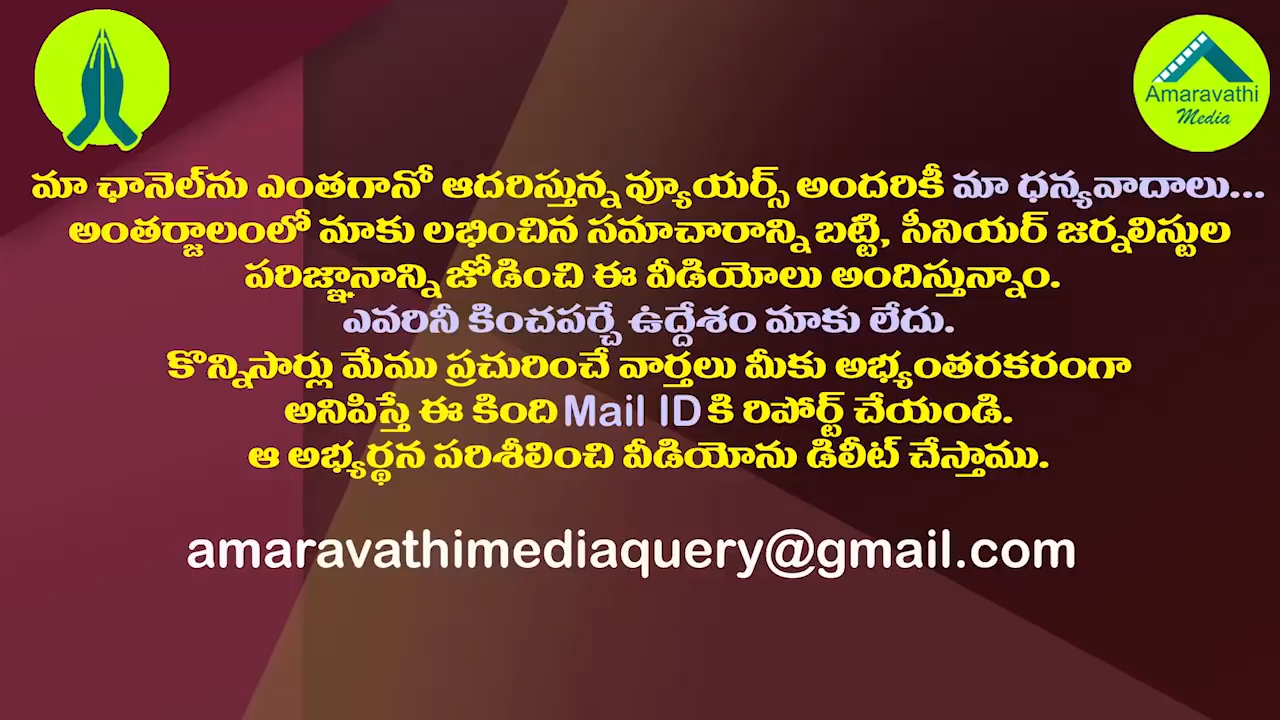 Amaravathi
Media
మా ఛానెల్‌ను ఎంతగానో ఆదరిస్తున్న వ్యూయర్స్ అందరికీ మా ధన్యవాదాలు...
అంతర్జాలంలో మాకు లభించిన సమాచారాన్ని బట్టి, సీనియర్ జర్నలిస్టుల
పరిజ్ఞానాన్ని జోడించి ఈ వీడియోలు అందిస్తున్నాం.
ఎవరినీ కించపర్చే ఉద్దేశం మాకు లేదు.
కొన్నిసార్లు మేము ప్రచురించే వార్తలు మీకు అభ్యంతరకరంగా
అనిపిస్తే ఈ కింది Mail ID కి రిపోర్ట్ చేయండి.
ఆ అభ్యర్థన పరిశీలించి వీడియోను డిలీట్ చేస్తాము.
amaravathimediaquery@gmail.com